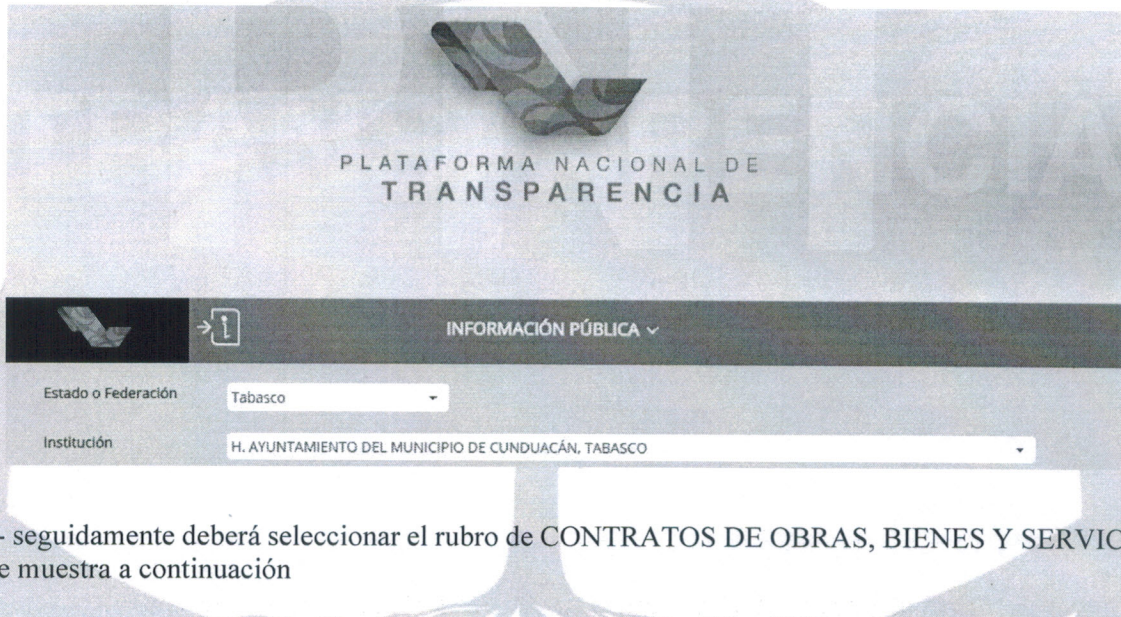 PLATAFORMA NACIONAL DE
TRANSPARENCIA
INFORMACIÓN PÚBLICA
Estado o Federación
Tabasco
Institución
H. AYUNTAMIENTO DEL MUNICIPIO DE CUNDUACÁN, TABASCO
- seguidamente deberá seleccionar el rubro de CONTRATOS DE OBRAS, BIENES Y SERVIC
e muestra a continuación